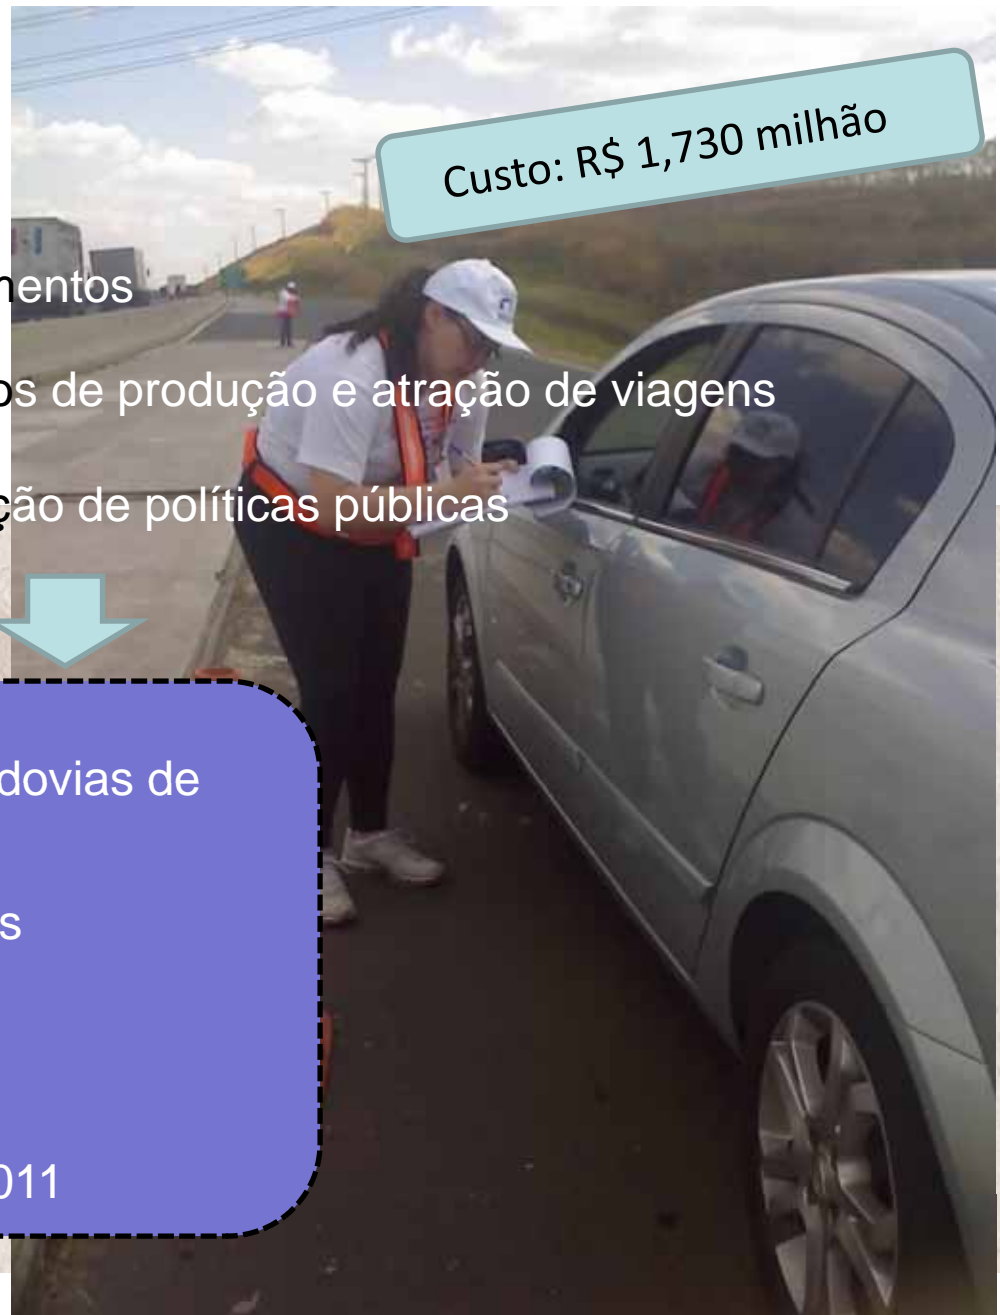 Custo: R$ 1,730 milhão
mentos
os de produção e atração de viagens
ção de políticas públicas
dovias de
s
011